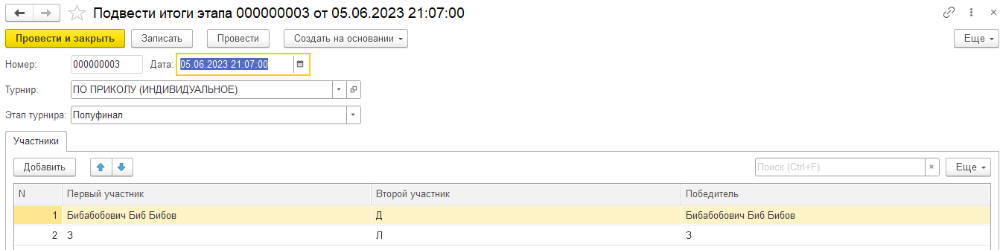 Подвести итоги этапа 000000003 от 05.06.2023 21:07:00
Провести и закрыть Записать Провести Создать на основании Еще
Номер: 000000003 Дата: 05.06.2023 21:07:00
Турнир: ПО ПРИКОЛУ (ИНДИВИДУАЛЬНОЕ)
Этап турнира: Полуфинал
Участники
Добавить Поиск (Ctrl+F) × Еще
N Первый участник Второй участник Победитель
1 Бибабобович Биб Бибов Д Бибабобович Биб Бибов
2 З Л З